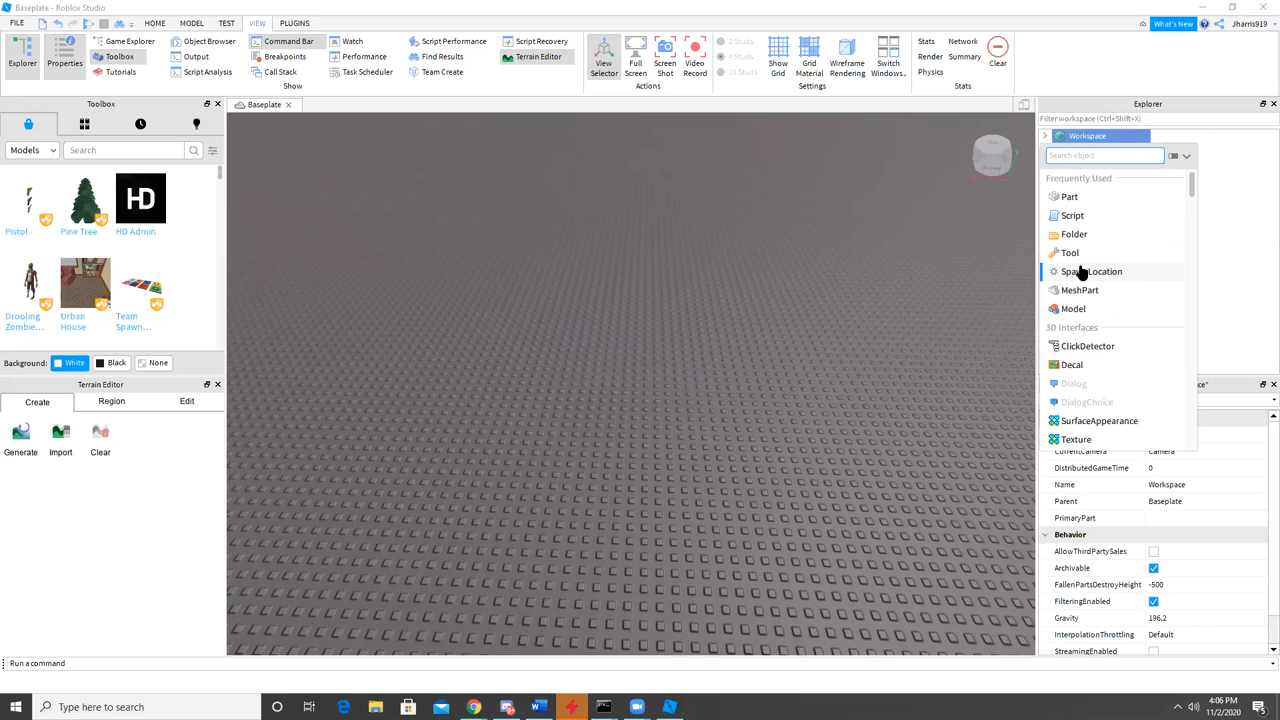 Baseplate - Roblox Studio
FILE HOME MODEL TEST VIEW PLUGINS What's New Jharris919
Explorer
Properties
Game Explorer
Toolbox
Tutorials
Object Browser
Output
Script Analysis
Command Bar
Breakpoints
Call Stack
Watch
Performance
Task Scheduler
Script Performance
Find Results
Team Create
Script Recovery
Terrain Editor
Show
View Selector
Full Screen
Screen Shot
Video Record
Actions
2 Studs
4 Studs
16 Studs
Show Grid
Grid Material
Wireframe Rendering
Switch Windows
Settings
Stats
Render
Physics
Network
Summary
Clear
Stats
Toolbox
Models
Search
Pistol
Pine Tree
HD
HD Admin
Drooling Zombie...
Urban House
Team Spawn...
Background: White Black None
Terrain Editor
Create Region Edit
Generate Import Clear
Baseplate
Explorer
Filter workspace (Ctrl+Shift+X)
Workspace
Search object
Frequently Used
Part
Script
Folder
Tool
Location
MeshPart
Model
3D Interfaces
ClickDetector
Decal
Dialog
DialogChoice
SurfaceAppearance
Texture
DistributedGameTime 0
Name Workspace
Parent Baseplate
PrimaryPart
Behavior
AllowThirdPartySales
Archivable
FallenPartsDestroyHeight -500
FilteringEnabled
Gravity 196.2
InterpolationThrottling Default
StreamingEnabled
Run a command
Type here to search
4:06 PM
11/2/2020